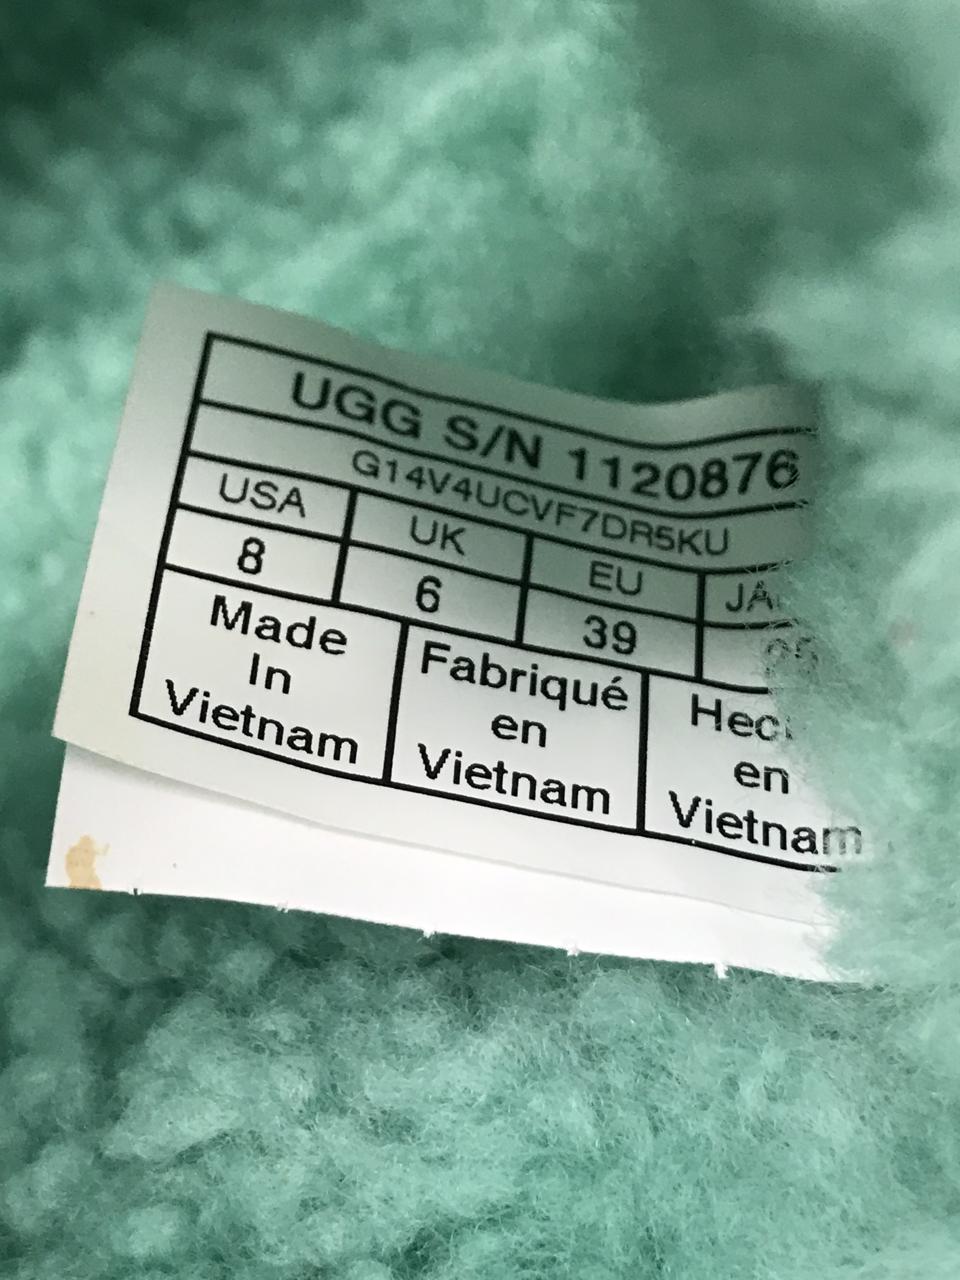 UGG S/N 1120876
G14V4UCVF7DR5KU
USA UK EU
8 6 39
Made
In
Vietnam
Fabriqué
en
Vietnam
en
Vietnam